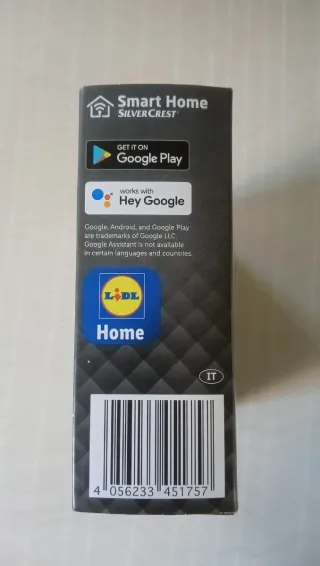 Smart Home
SILVERCREST®
GET IT ON
Google Play
works with
Hey Google
Google, Android, and Google Play
are trademarks of Google LLC.
Google Assistant is not available
in certain languages and countries.
LIDL
Home
IT
4 056233 451757